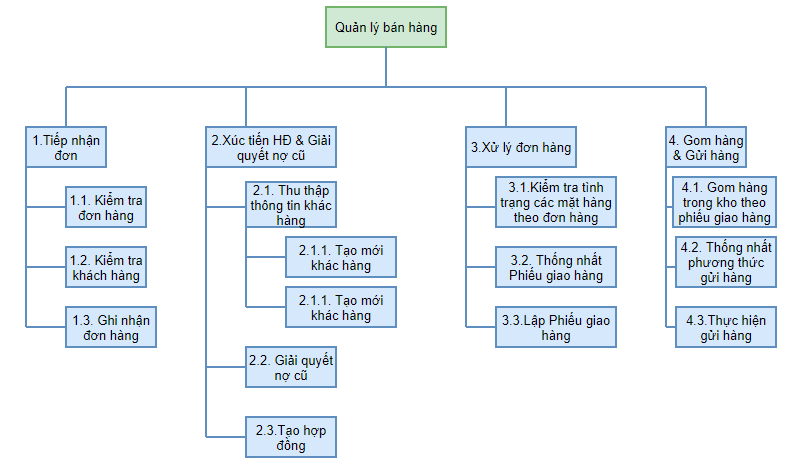 Quản lý bán hàng
1.Tiếp nhận
đơn
1.1. Kiểm tra
đơn hàng
1.2. Kiểm tra
khách hàng
1.3. Ghi nhận
đơn hàng
2.Xúc tiến HĐ & Giải
quyết nợ cũ
2.1. Thu thập
thông tin khác
hàng
2.1.1. Tạo mới
khác hàng
2.1.1. Tạo mới
khác hàng
2.2. Giải quyết
nợ cũ
2.3.Tạo hợp
đồng
3.Xử lý đơn hàng
3.1.Kiểm tra tình
trạng các mặt hàng
theo đơn hàng
3.2. Thống nhất
Phiếu giao hàng
3.3.Lập Phiếu giao
hàng
4. Gom hàng
& Gửi hàng
4.1. Gom hàng
trong kho theo
phiếu giao hàng
4.2. Thống nhất
phương thức
gửi hàng
4.3.Thực hiện
gửi hàng